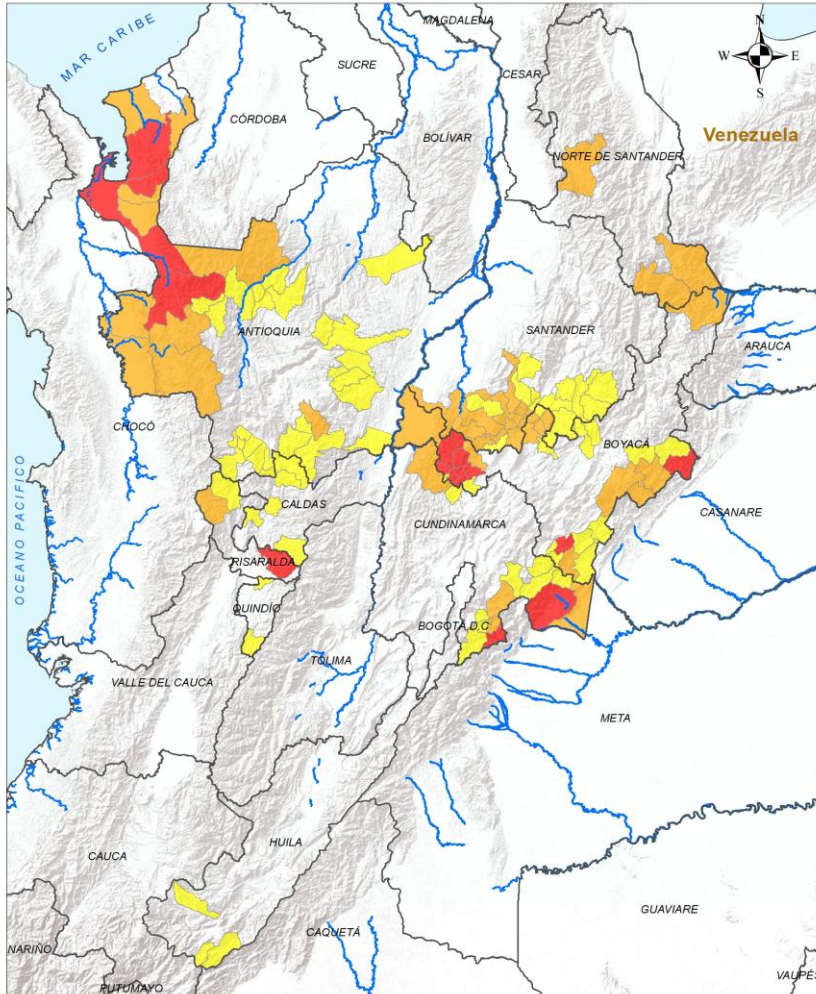 MAGDALENA
N
W E
S
MAR CARIBE
SUCRE
CESAR
CÓRDOBA
BOLÍVAR
Venezuela
NORTE DE SANTANDER
ANTIOQUIA
SANTANDER
ARAUCA
CHOCÓ
BOYACÁ
CALDAS
CUNDINAMARCA
CASANARE
OCEANO PACIFICO
RISARALDA
QUINDÍO
BOGOTÁ D.C
TOLIMA
VALLE DEL CAUCA
META
HUILA
CAUCA
GUAVIARE
CAQUETÁ
NARIÑO
PUTUMAYO
VAUPÉS